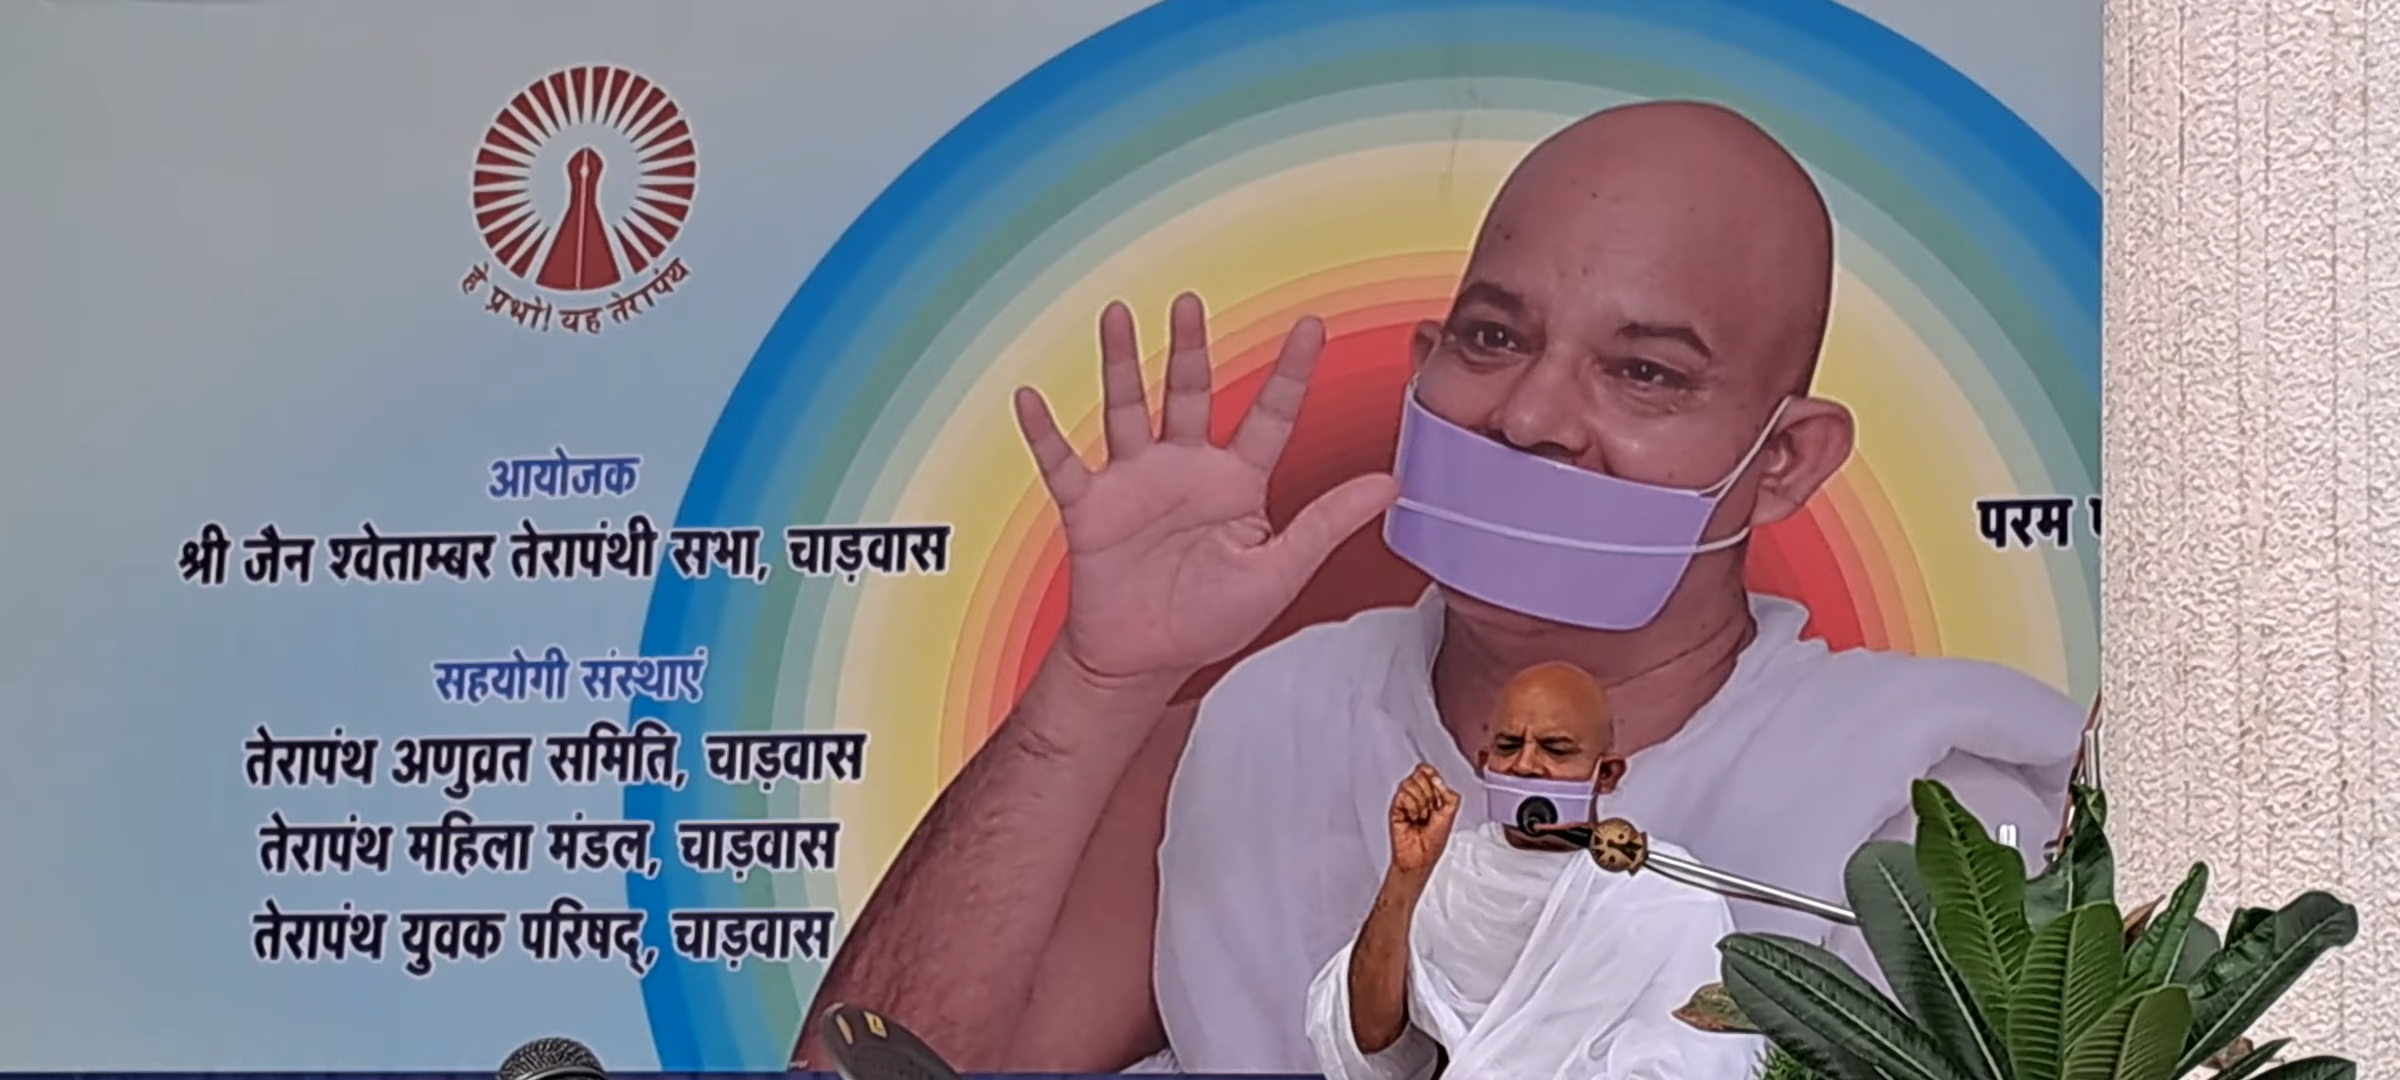 हे प्रभो! यह तेरापंथ
आयोजक
श्री जैन श्वेताम्बर तेरापंथी सभा, चाड़वास
सहयोगी संस्थाएं
तेरापंथ अणुव्रत समिति, चाड़वास
तेरापंथ महिला मंडल, चाड़वास
तेरापंथ युवक परिषद्, चाड़वास
परम